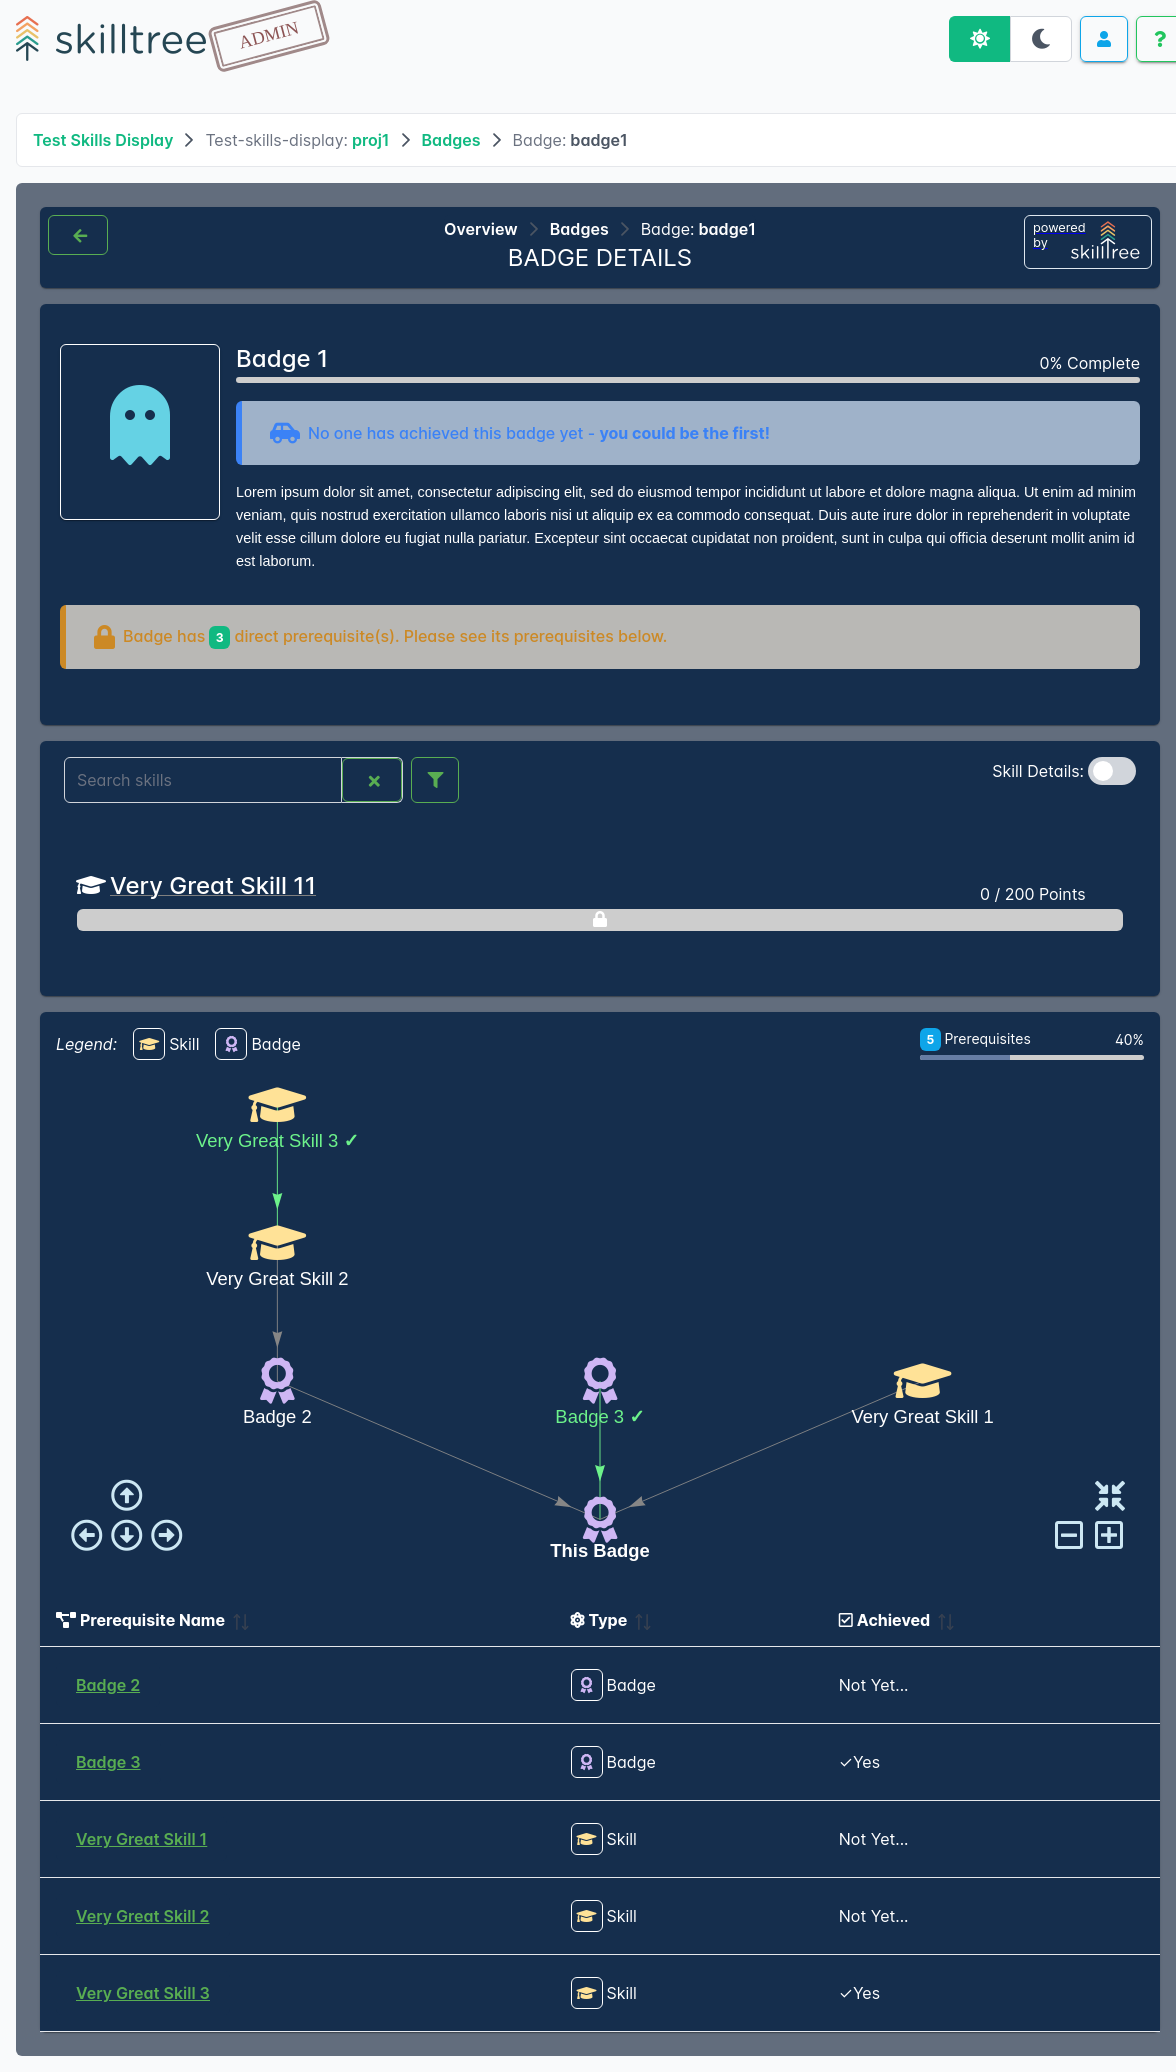 skilltree ADMIN
Test Skills Display > Test-skills-display: proj1 > Badges > Badge: badge1
Overview > Badges > Badge: badge1
BADGE DETAILS
powered by skilltree
Badge 1
0% Complete
No one has achieved this badge yet - you could be the first!
Lorem ipsum dolor sit amet, consectetur adipiscing elit, sed do eiusmod tempor incididunt ut labore et dolore magna aliqua. Ut enim ad minim
veniam, quis nostrud exercitation ullamco laboris nisi ut aliquip ex ea commodo consequat. Duis aute irure dolor in reprehenderit in voluptate
velit esse cillum dolore eu fugiat nulla pariatur. Excepteur sint occaecat cupidatat non proident, sunt in culpa qui officia deserunt mollit anim id
est laborum.
Badge has 3 direct prerequisite(s). Please see its prerequisites below.
Search skills
Skill Details:
Very Great Skill 11
0 / 200 Points
Legend: Skill Badge
5 Prerequisites 40%
Very Great Skill 3 ✓
Very Great Skill 2
Badge 2
Badge 3 ✓
Very Great Skill 1
This Badge
Prerequisite Name Type Achieved
Badge 2 Badge Not Yet...
Badge 3 Badge ✓Yes
Very Great Skill 1 Skill Not Yet...
Very Great Skill 2 Skill Not Yet...
Very Great Skill 3 Skill ✓Yes